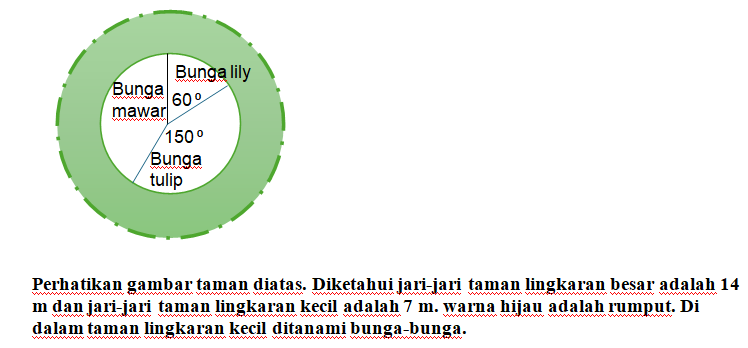 Bunga lily
Bunga
mawar
60⁰
150⁰
Bunga
tulip
Perhatikan gambar taman diatas. Diketahui jari-jari taman lingkaran besar adalah 14
m dan jari-jari taman lingkaran kecil adalah 7 m. warna hijau adalah rumput. Di
dalam taman lingkaran kecil ditanami bunga-bunga.